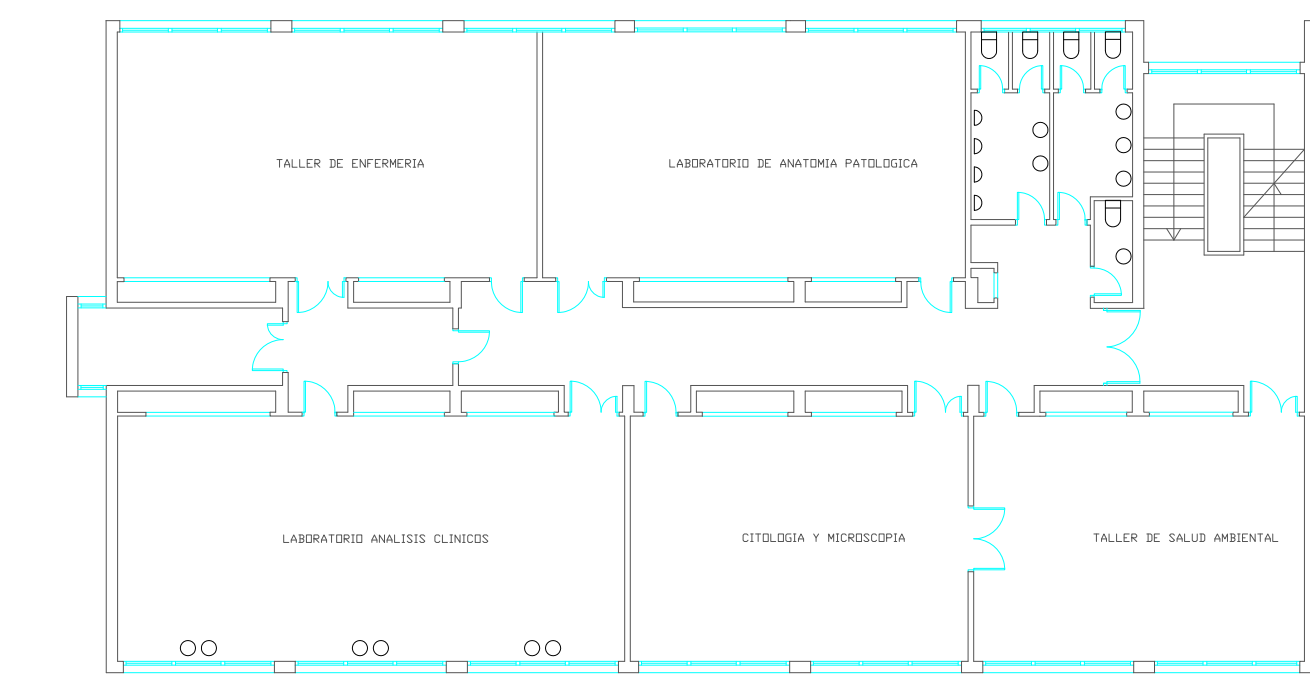 TALLER DE ENFERMERIA
LABORATORIO DE ANATOMIA PATOLOGICA
LABORATORIO ANALISIS CLINICOS
CITOLOGIA Y MICROSCOPIA
TALLER DE SALUD AMBIENTAL